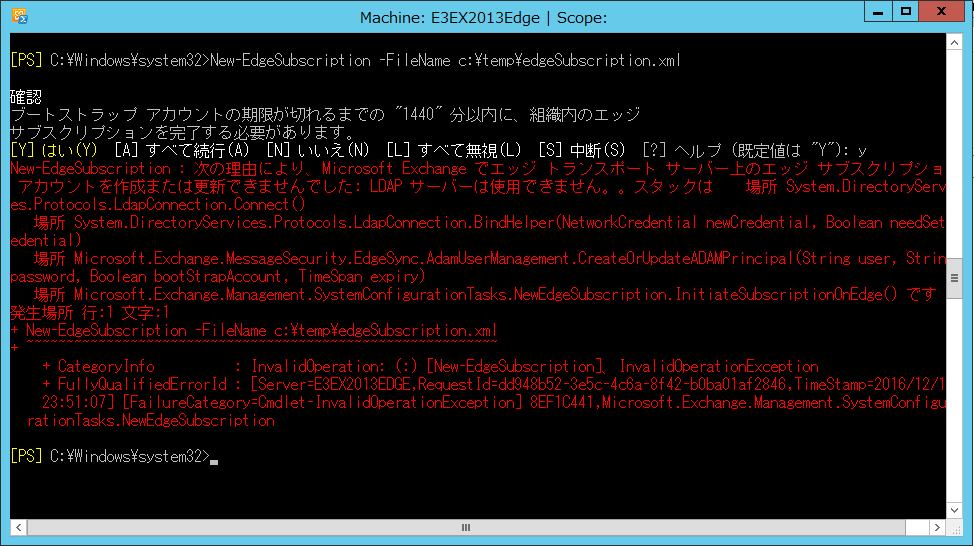 Machine: E3EX2013Edge | Scope:
[PS] C:¥Windows¥system32>New-EdgeSubscription -FileName c:¥temp¥edgeSubscription.xml
確認
ブートストラップ アカウントの期限が切れるまでの "1440" 分以内に、組織内のエッジ
サブスクリプションを完了する必要があります。
[Y] はい(Y)  [A] すべて続行(A)  [N] いいえ(N)  [L] すべて無視(L)  [S] 中断(S)  [?] ヘルプ (既定値は "Y"): y
New-EdgeSubscription : 次の理由により、Microsoft Exchange でエッジ トランスポート サーバー上のエッジ サブスクリプショ
 アカウントを作成または更新できませんでした: LDAP サーバーは使用できません。。スタックは   場所 System.DirectoryServ
es.Protocols.LdapConnection.Connect()
   場所 System.DirectoryServices.Protocols.LdapConnection.BindHelper(NetworkCredential newCredential, Boolean needSet
edential)
   場所 Microsoft.Exchange.MessageSecurity.EdgeSync.AdamUserManagement.CreateOrUpdateADAMPrincipal(String user, Strin
password, Boolean bootStrapAccount, TimeSpan expiry)
   場所 Microsoft.Exchange.Management.SystemConfigurationTasks.NewEdgeSubscription.InitiateSubscriptionOnEdge() です
発生場所 行:1 文字:1
+ New-EdgeSubscription -FileName c:¥temp¥edgeSubscription.xml
+ ~~~~~~~~~~~~~~~~~~~~~~~~~~~~~~~~~~~~~~~~~~~~~~~~~~~~~~~~~~~
    + CategoryInfo          : InvalidOperation: (:) [New-EdgeSubscription]、InvalidOperationException
    + FullyQualifiedErrorId : [Server=E3EX2013EDGE,RequestId=dd948b52-3e5c-4c6a-8f42-b0ba01af2846,TimeStamp=2016/12/1
   23:51:07] [FailureCategory=Cmdlet-InvalidOperationException] 8EF1C441,Microsoft.Exchange.Management.SystemConfigu
  rationTasks.NewEdgeSubscription
[PS] C:¥Windows¥system32>